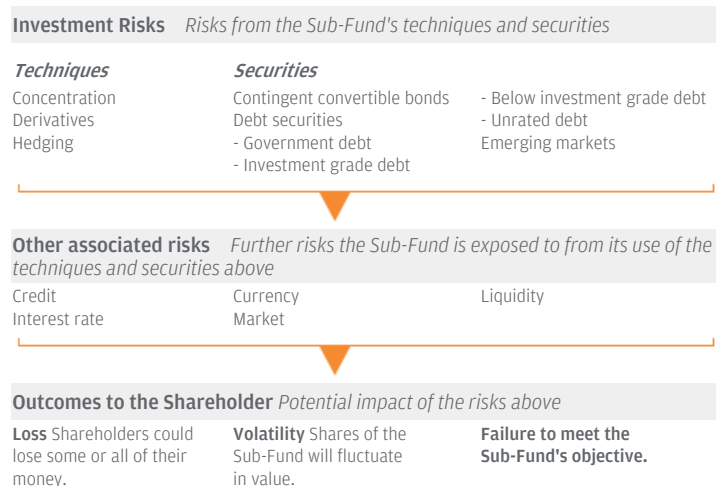 Investment Risks Risks from the Sub-Fund's techniques and securities
Techniques
Concentration
Derivatives
Hedging
Securities
Contingent convertible bonds
Debt securities
- Government debt
- Investment grade debt
- Below investment grade debt
- Unrated debt
Emerging markets
Other associated risks Further risks the Sub-Fund is exposed to from its use of the
techniques and securities above
Credit
Interest rate
Currency
Market
Liquidity
Outcomes to the Shareholder Potential impact of the risks above
Loss Shareholders could
lose some or all of their
money.
Volatility Shares of the
Sub-Fund will fluctuate
in value.
Failure to meet the
Sub-Fund's objective.